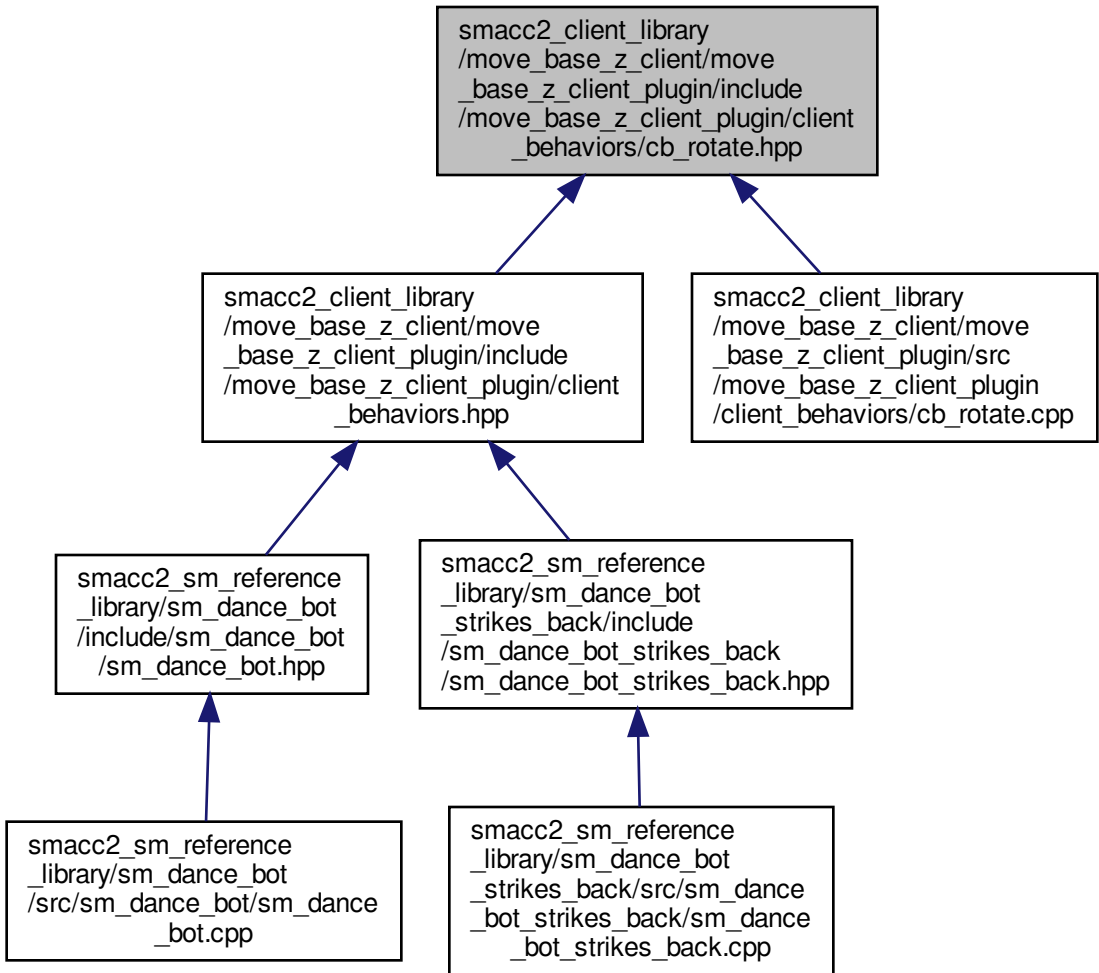 smacc2_client_library
/move_base_z_client/move
_base_z_client_plugin/include
/move_base_z_client_plugin/client
_behaviors/cb_rotate.hpp
smacc2_client_library
/move_base_z_client/move
_base_z_client_plugin/include
/move_base_z_client_plugin/client
_behaviors.hpp
smacc2_client_library
/move_base_z_client/move
_base_z_client_plugin/src
/move_base_z_client_plugin
/client_behaviors/cb_rotate.cpp
smacc2_sm_reference
_library/sm_dance_bot
/include/sm_dance_bot
/sm_dance_bot.hpp
smacc2_sm_reference
_library/sm_dance_bot
_strikes_back/include
/sm_dance_bot_strikes_back
/sm_dance_bot_strikes_back.hpp
smacc2_sm_reference
_library/sm_dance_bot
/src/sm_dance_bot/sm_dance
_bot.cpp
smacc2_sm_reference
_library/sm_dance_bot
_strikes_back/src/sm_dance
_bot_strikes_back/sm_dance
_bot_strikes_back.cpp